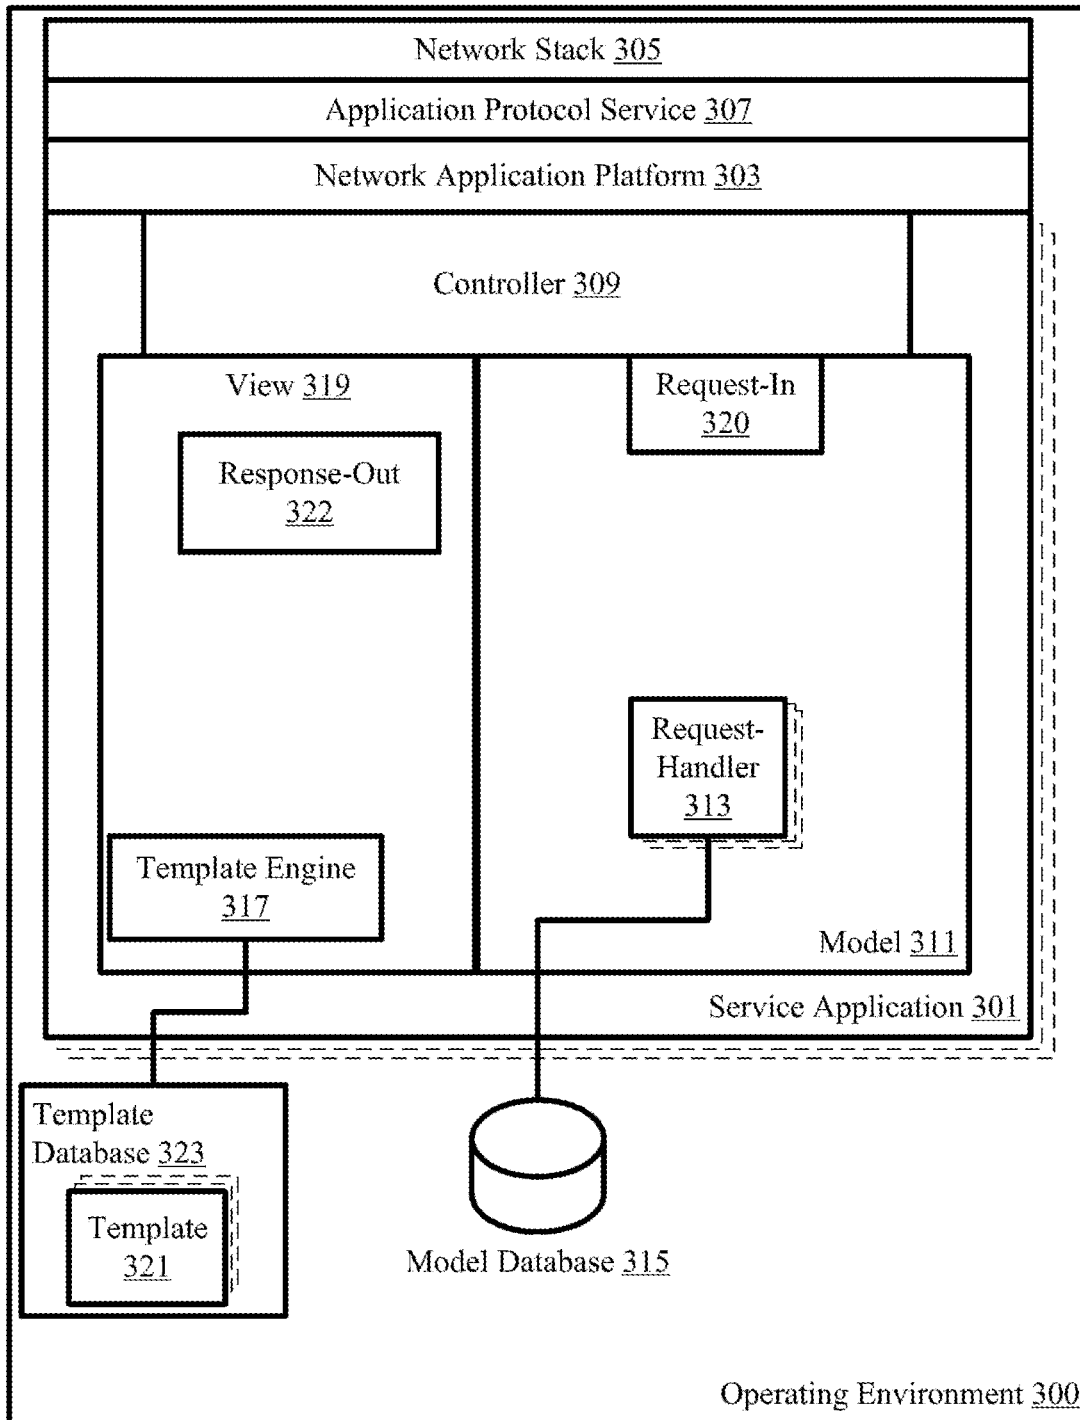 Network Stack 305
Application Protocol Service 307
Network Application Platform 303
Controller 309
View 319
Request-In
320
Response-Out
322
Request-
Handler
313
Template Engine
317
Model 311
Service Application 301
Template
Database 323
Template
321
Model Database 315
Operating Environment 300